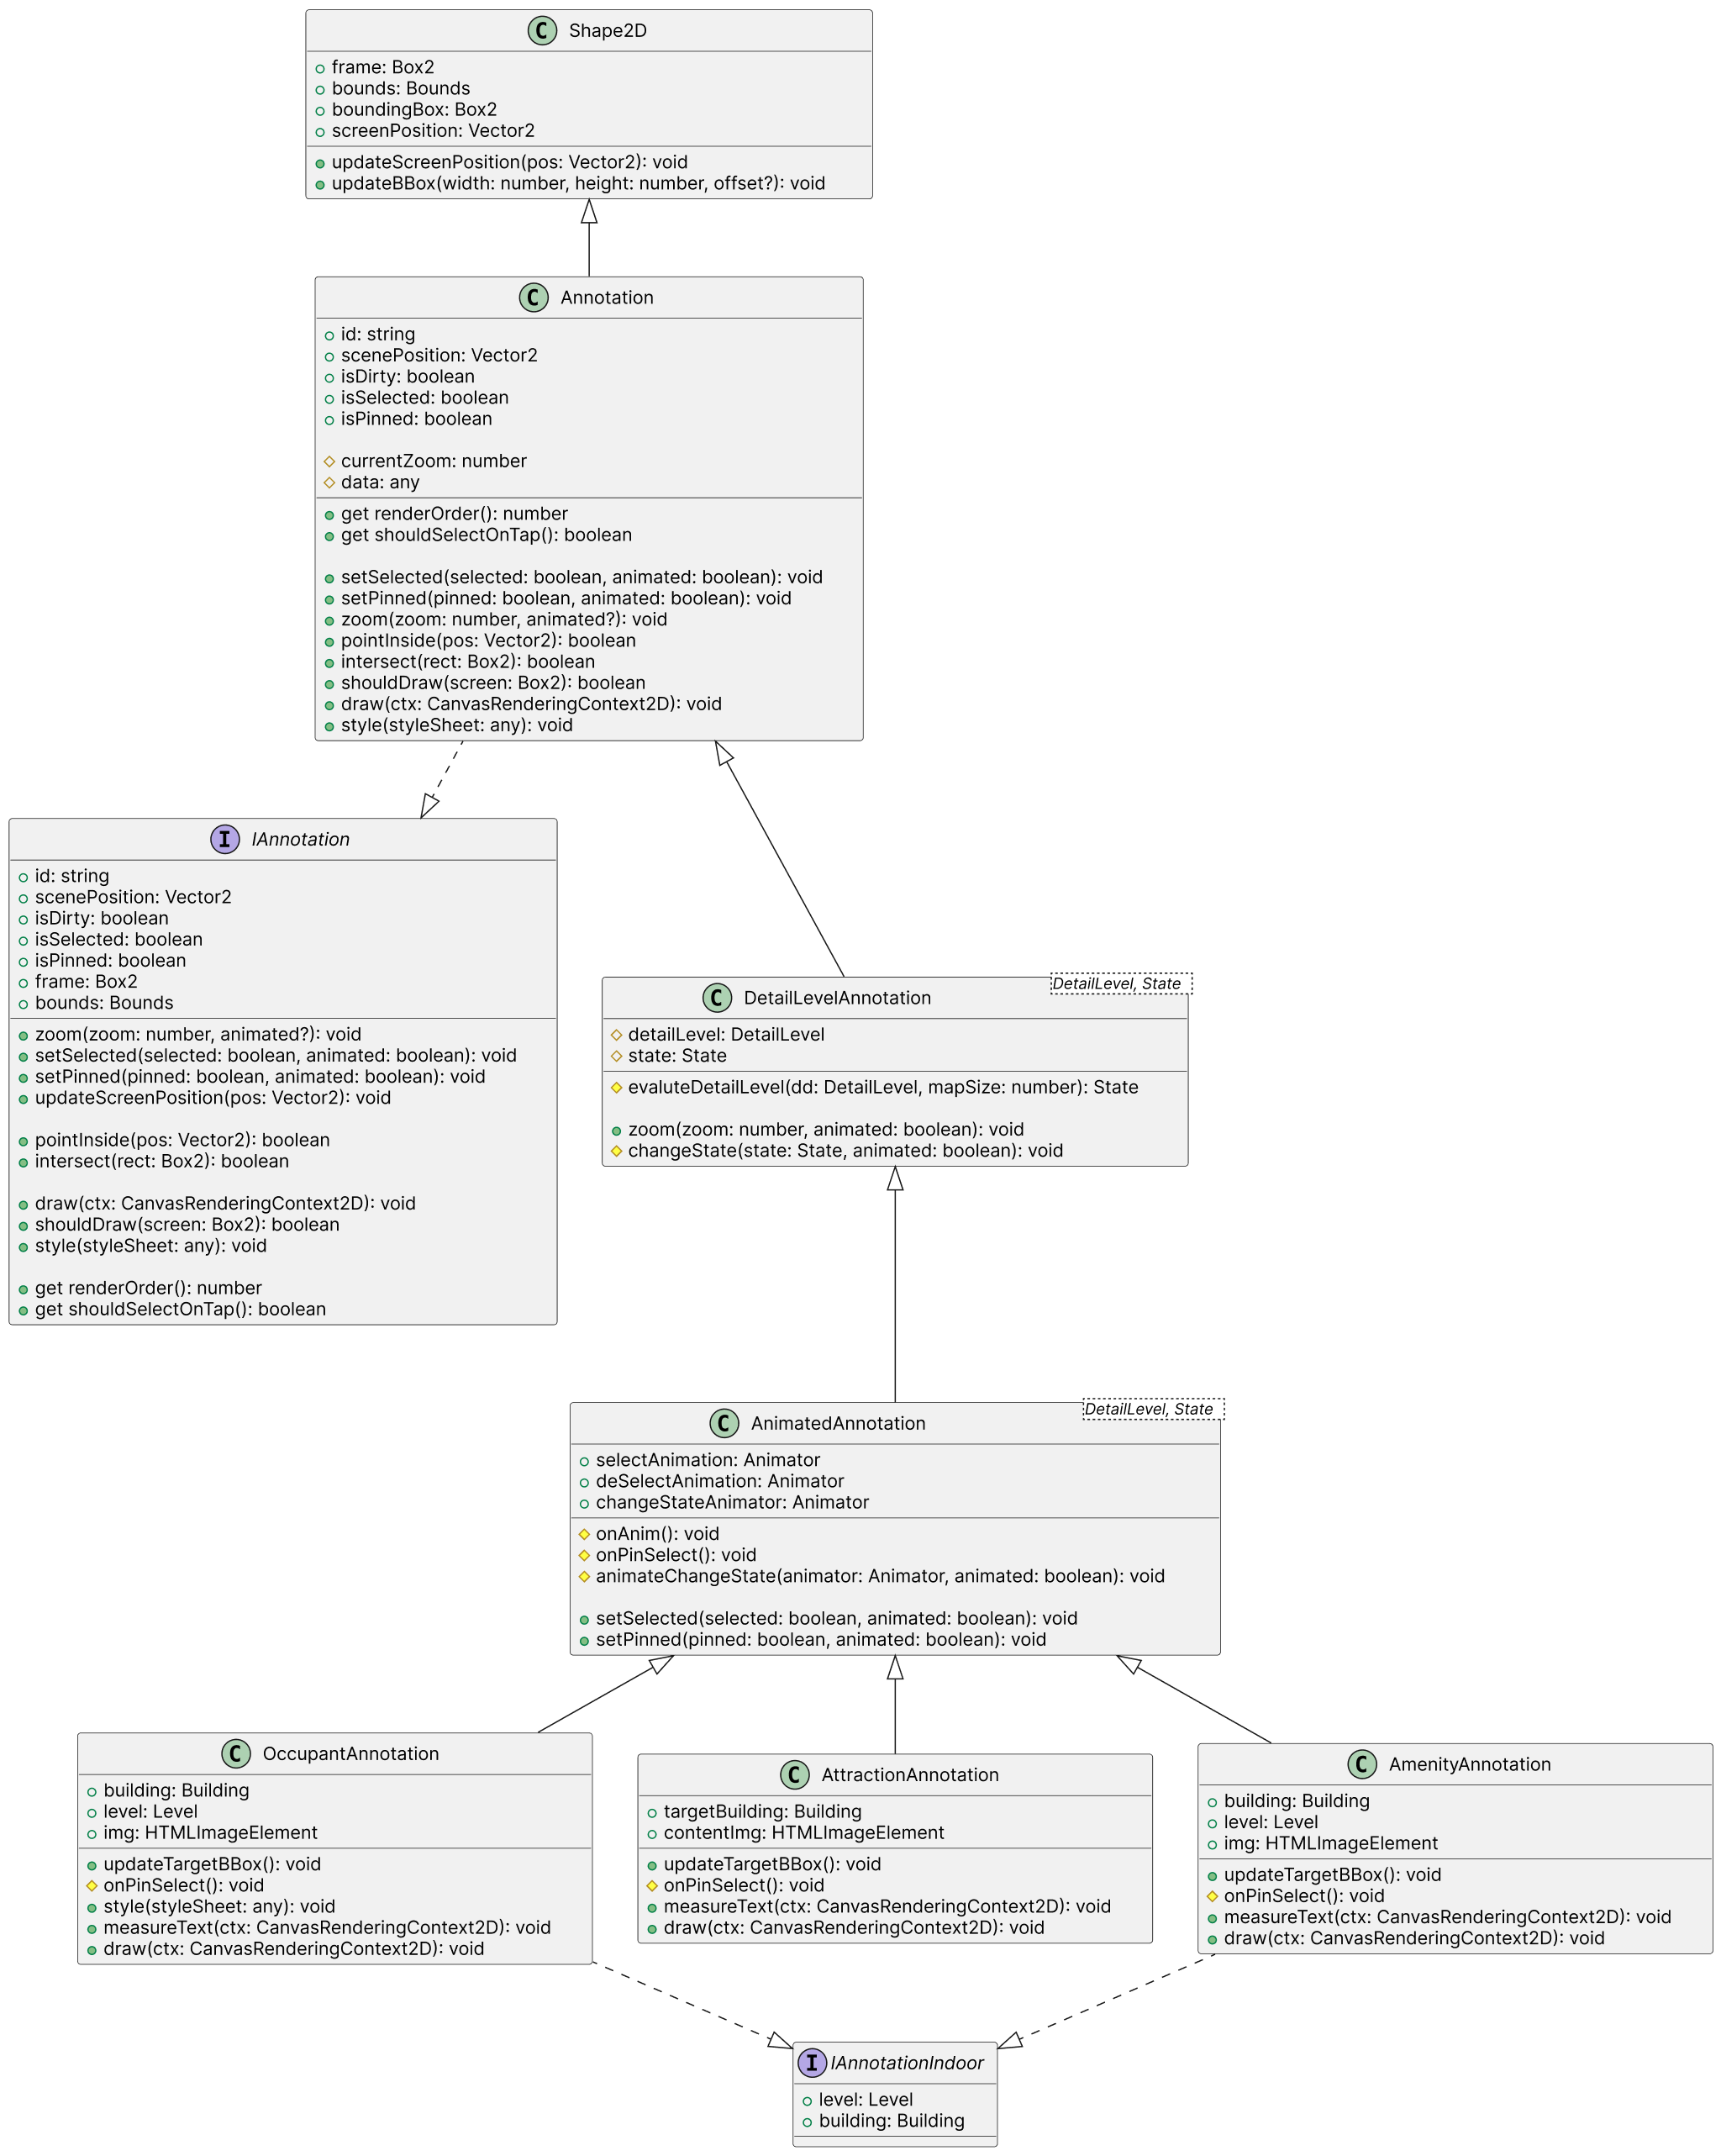 C Shape2D
frame: Box2
bounds: Bounds
boundingBox: Box2
screenPosition: Vector2
updateScreenPosition(pos: Vector2): void
updateBBox(width: number, height: number, offset?): void
C Annotation
id: string
scenePosition: Vector2
isDirty: boolean
isSelected: boolean
isPinned: boolean
currentZoom: number
data: any
get renderOrder(): number
get shouldSelectOnTap(): boolean
setSelected(selected: boolean, animated: boolean): void
setPinned(pinned: boolean, animated: boolean): void
zoom(zoom: number, animated?): void
pointInside(pos: Vector2): boolean
intersect(rect: Box2): boolean
shouldDraw(screen: Box2): boolean
draw(ctx: CanvasRenderingContext2D): void
style(styleSheet: any): void
I IAnnotation
id: string
scenePosition: Vector2
isDirty: boolean
isSelected: boolean
isPinned: boolean
frame: Box2
bounds: Bounds
zoom(zoom: number, animated?): void
setSelected(selected: boolean, animated: boolean): void
setPinned(pinned: boolean, animated: boolean): void
updateScreenPosition(pos: Vector2): void
pointInside(pos: Vector2): boolean
intersect(rect: Box2): boolean
draw(ctx: CanvasRenderingContext2D): void
shouldDraw(screen: Box2): boolean
style(styleSheet: any): void
get renderOrder(): number
get shouldSelectOnTap(): boolean
C DetailLevelAnnotation
DetailLevel, State
detailLevel: DetailLevel
state: State
evaluteDetailLevel(dd: DetailLevel, mapSize: number): State
zoom(zoom: number, animated: boolean): void
changeState(state: State, animated: boolean): void
C AnimatedAnnotation
DetailLevel, State
selectAnimation: Animator
deSelectAnimation: Animator
changeStateAnimator: Animator
onAnim(): void
onPinSelect(): void
animateChangeState(animator: Animator, animated: boolean): void
setSelected(selected: boolean, animated: boolean): void
setPinned(pinned: boolean, animated: boolean): void
C OccupantAnnotation
building: Building
level: Level
img: HTMLImageElement
updateTargetBBox(): void
onPinSelect(): void
style(styleSheet: any): void
measureText(ctx: CanvasRenderingContext2D): void
draw(ctx: CanvasRenderingContext2D): void
C AttractionAnnotation
targetBuilding: Building
contentImg: HTMLImageElement
updateTargetBBox(): void
onPinSelect(): void
measureText(ctx: CanvasRenderingContext2D): void
draw(ctx: CanvasRenderingContext2D): void
C AmenityAnnotation
building: Building
level: Level
img: HTMLImageElement
updateTargetBBox(): void
onPinSelect(): void
measureText(ctx: CanvasRenderingContext2D): void
draw(ctx: CanvasRenderingContext2D): void
I IAnnotationIndoor
level: Level
building: Building